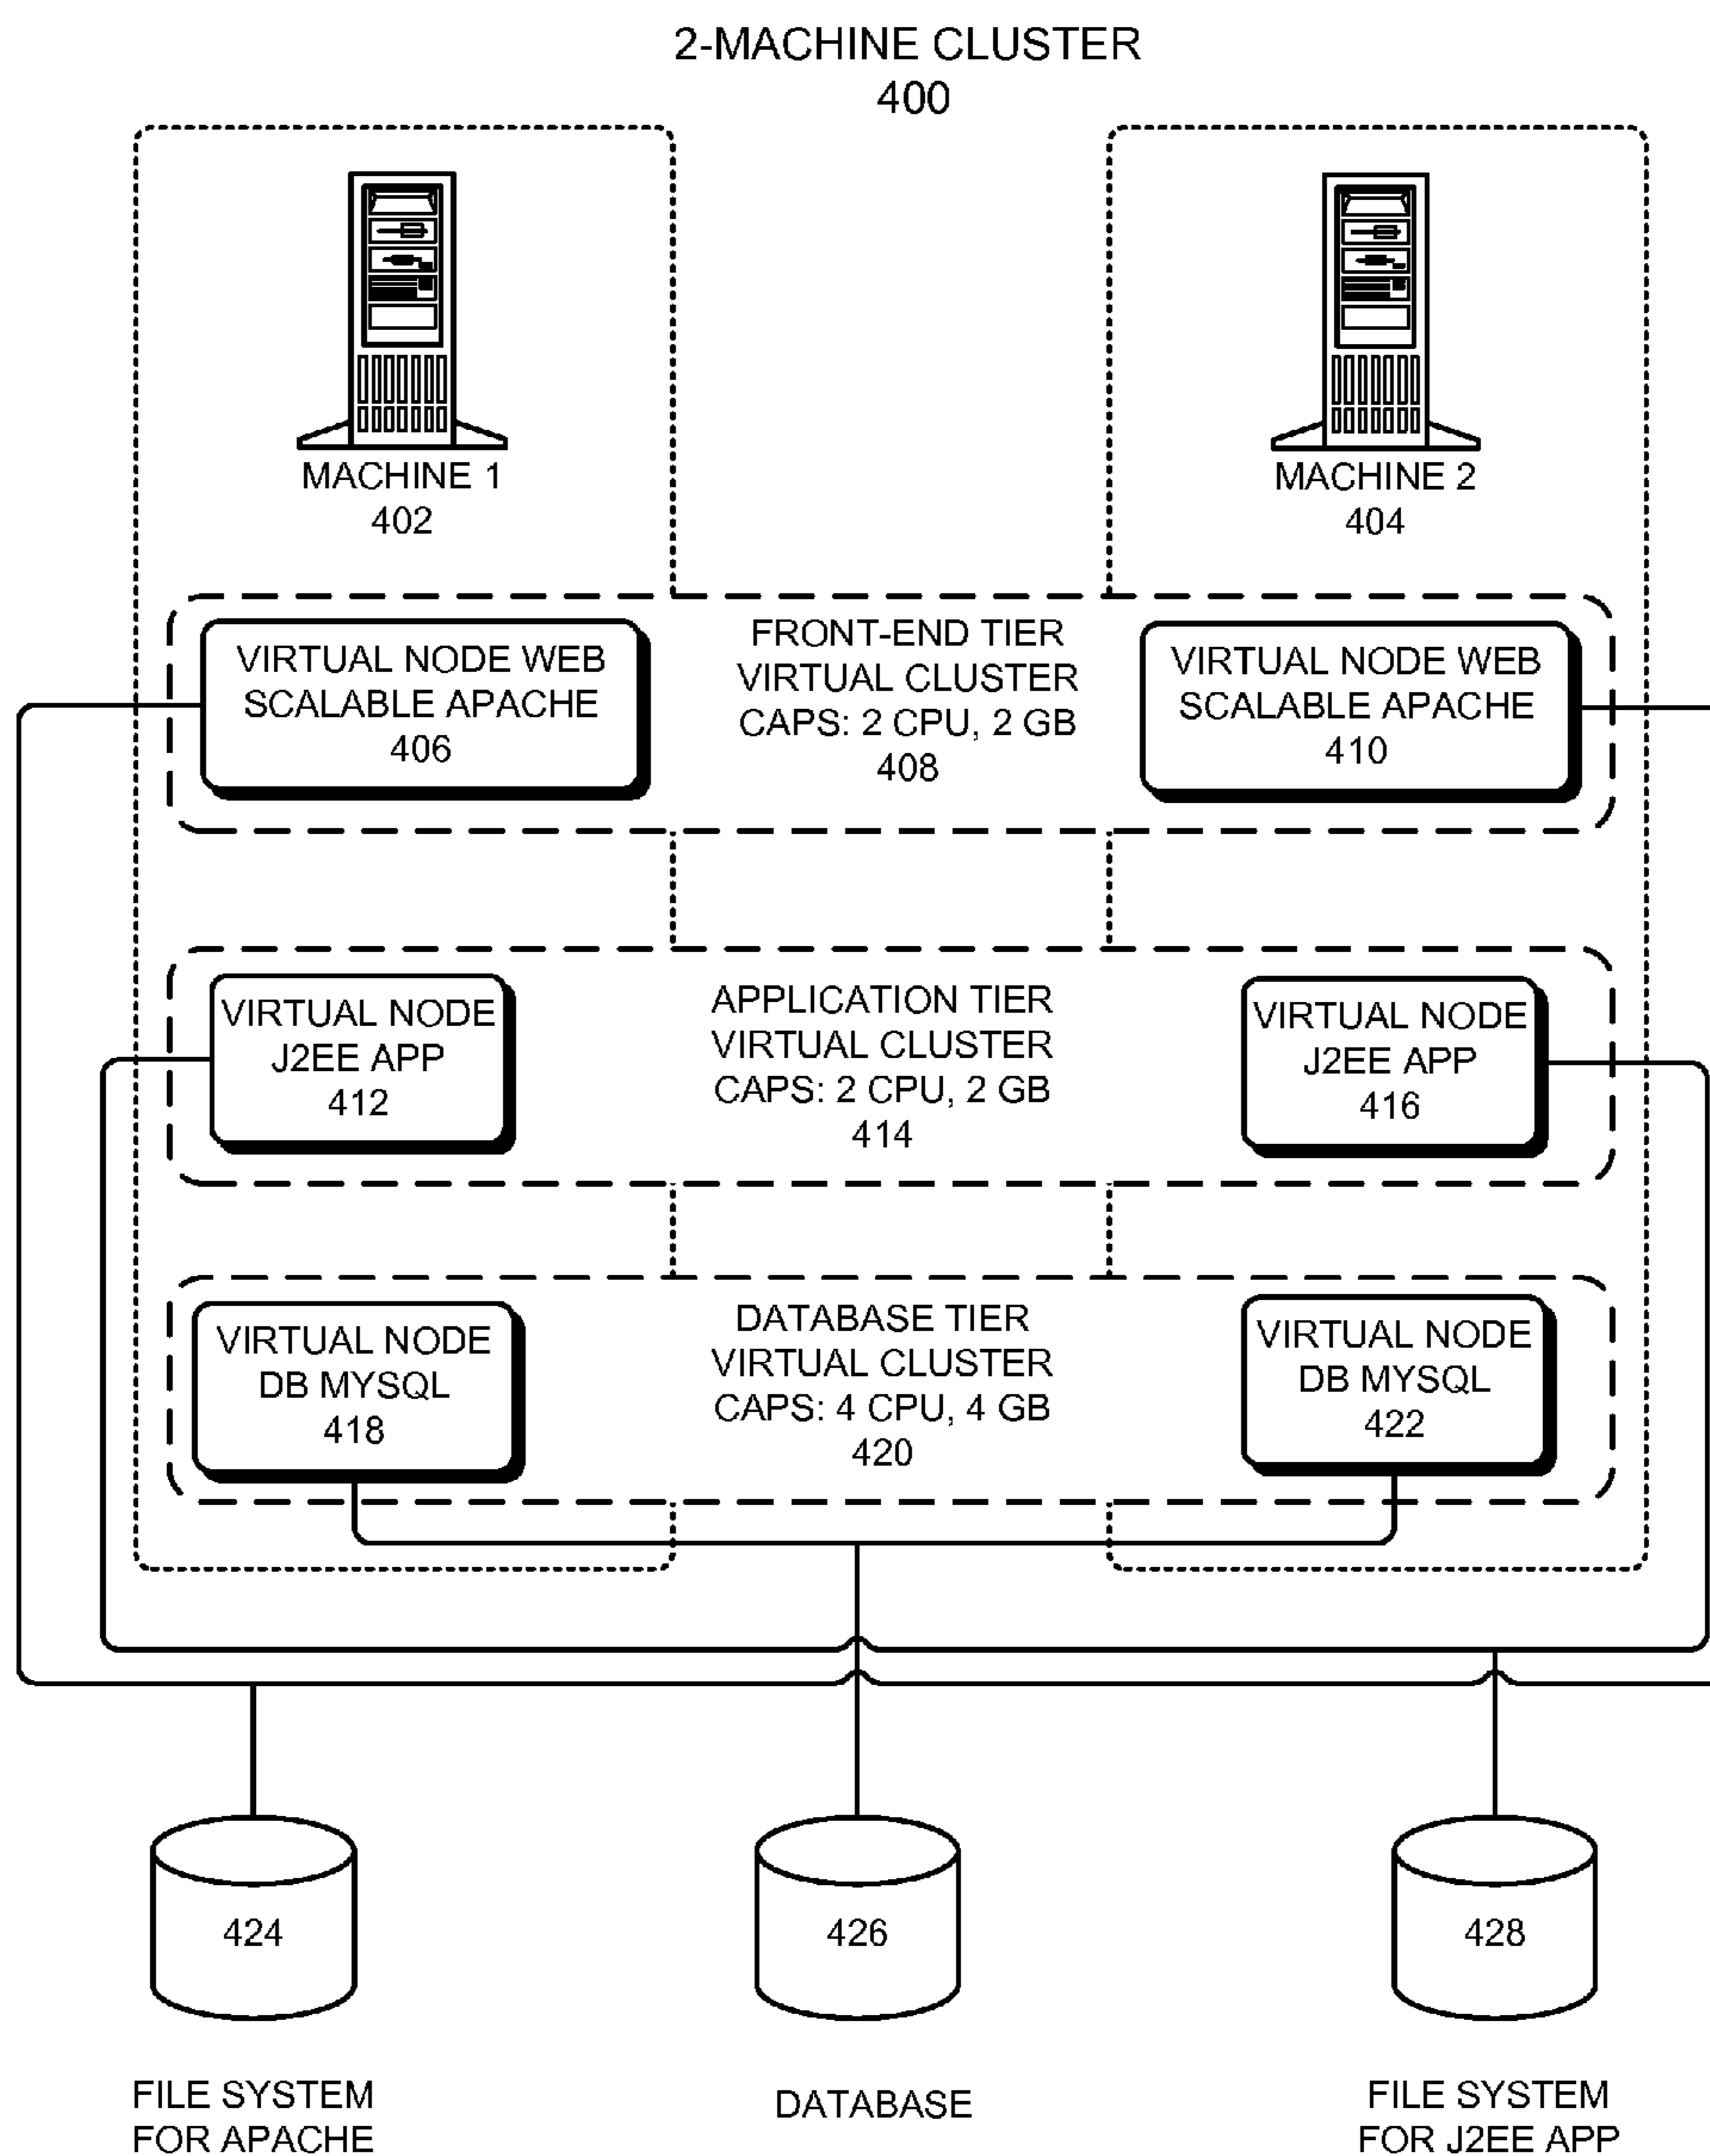 2-MACHINE CLUSTER
400
MACHINE 1
402
MACHINE 2
404
VIRTUAL NODE WEB
SCALABLE APACHE
406
FRONT-END TIER
VIRTUAL CLUSTER
CAPS: 2 CPU, 2 GB
408
VIRTUAL NODE WEB
SCALABLE APACHE
410
VIRTUAL NODE
J2EE APP
412
APPLICATION TIER
VIRTUAL CLUSTER
CAPS: 2 CPU, 2 GB
414
VIRTUAL NODE
J2EE APP
416
VIRTUAL NODE
DB MYSQL
418
DATABASE TIER
VIRTUAL CLUSTER
CAPS: 4 CPU, 4 GB
420
VIRTUAL NODE
DB MYSQL
422
424
426
428
FILE SYSTEM
FOR APACHE
DATABASE
FILE SYSTEM
FOR J2EE APP